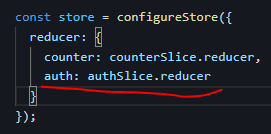 const store = configureStore({
  reducer: {
    counter: counterSlice.reducer,
    auth: authSlice.reducer
  }
});